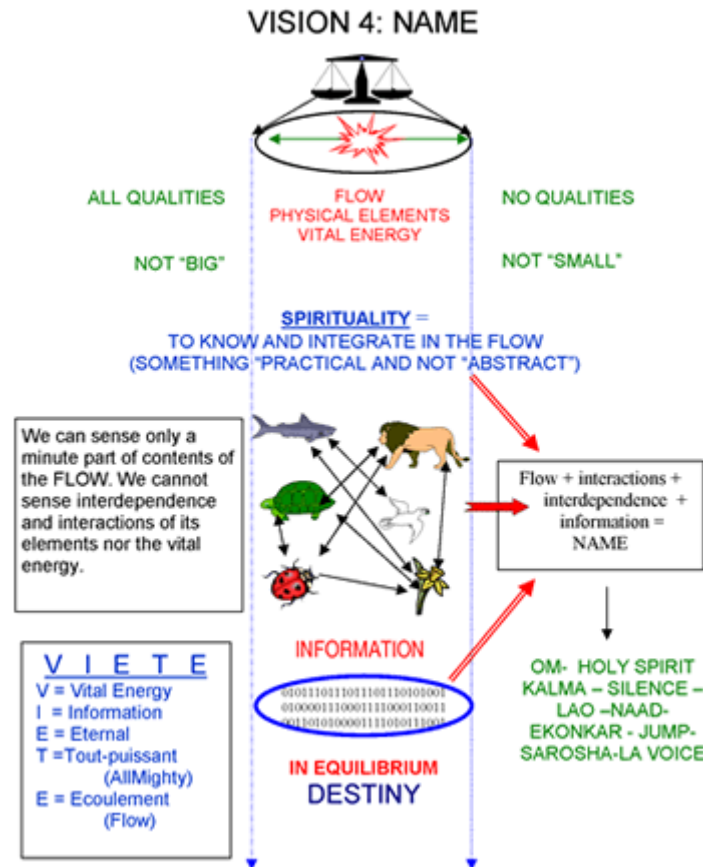 VISION 4: NAME
ALL QUALITIES
FLOW
PHYSICAL ELEMENTS
VITAL ENERGY
NO QUALITIES
NOT “BIG”
NOT “SMALL”
SPIRITUALITY =
TO KNOW AND INTEGRATE IN THE FLOW
(SOMETHING “PRACTICAL AND NOT “ABSTRACT”)
We can sense only a
minute part of contents of
the FLOW. We cannot
sense interdependence
and interactions of its
elements nor the vital
energy.
Flow + interactions +
interdependence +
information =
NAME
V I E T E
V = Vital Energy
I = Information
E = Eternal
T =Tout-puissant
(AllMighty)
E = Ecoulement
(Flow)
INFORMATION
0101110111011101110101001
0100001110001111000110011
0011010100001111010111001
IN EQUILIBRIUM
DESTINY
OM- HOLY SPIRIT
KALMA – SILENCE –
LAO –NAAD-
EKONKAR - JUMP-
SAROSHA-LA VOICE